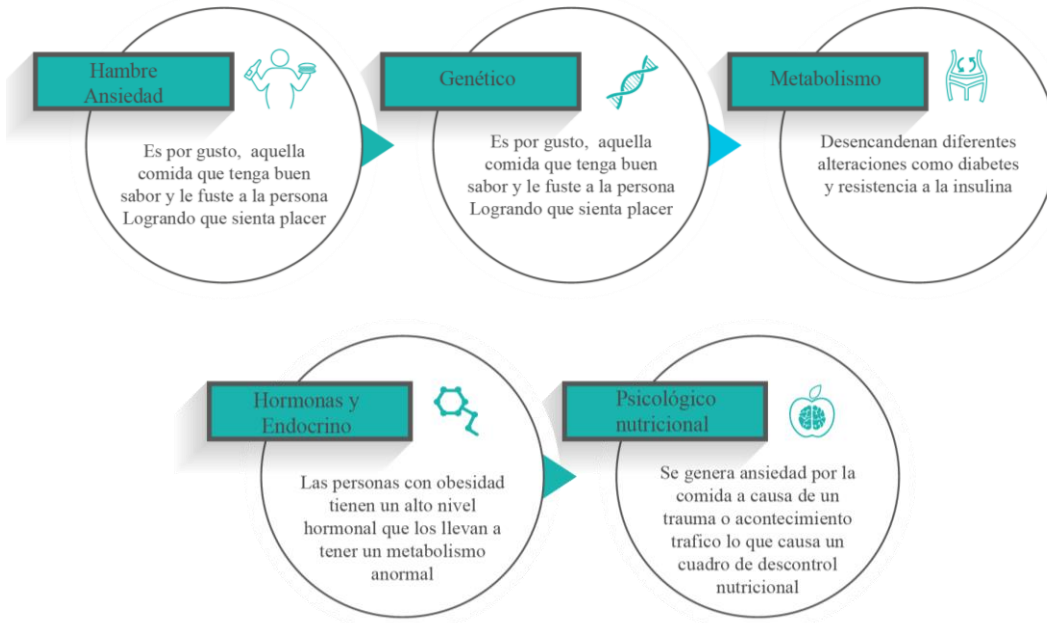 Hambre
Ansiedad
Es por gusto, aquella
comida que tenga buen
sabor y le fuste a la persona
Logrando que sienta placer
Genético
Es por gusto, aquella
comida que tenga buen
sabor y le fuste a la persona
Logrando que sienta placer
Metabolismo
Desencandenan diferentes
alteraciones como diabetes
y resistencia a la insulina
Hormonas y
Endocrino
Las personas con obesidad
tienen un alto nivel
hormonal que los llevan a
tener un metabolismo
anormal
Psicológico
nutricional
Se genera ansiedad por la
comida a causa de un
trauma o acontecimiento
trafico lo que causa un
cuadro de descontrol
nutricional